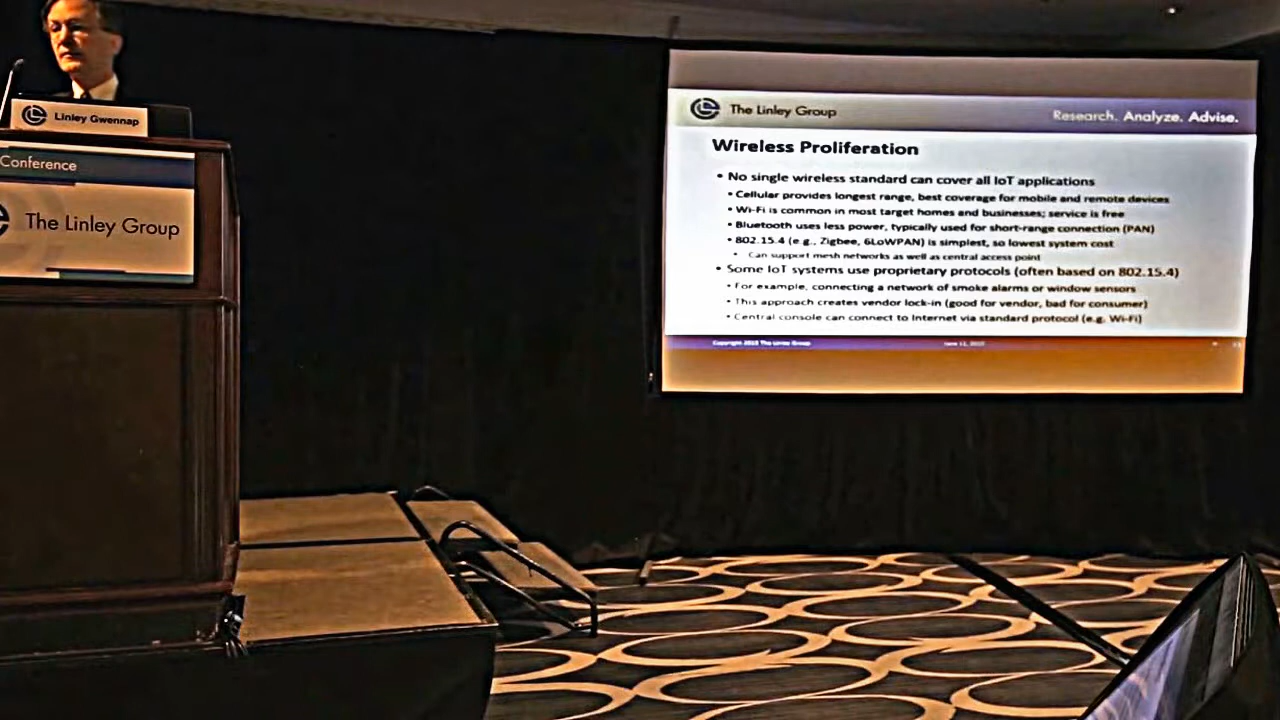 Linley Gwennap
Conference
The Linley Group
The Linley Group
Research. Analyze. Advise.
Wireless Proliferation
• No single wireless standard can cover all IoT applications
• Cellular provides longest range, best coverage for mobile and remote devices
• Wi-Fi is common in most target homes and businesses; service is free
• Bluetooth uses less power, typically used for short-range connection (PAN)
• 802.15.4 (e.g., Zigbee, 6LoWPAN) is simplest, so lowest system cost
• Can support mesh networks as well as central access point
• Some IoT systems use proprietary protocols (often based on 802.15.4)
• For example, connecting a network of smoke alarms or window sensors
• This approach creates vendor lock-in (good for vendor, bad for consumer)
• Central console can connect to Internet via standard protocol (e.g. Wi-Fi)
Copyright 2015 The Linley Group